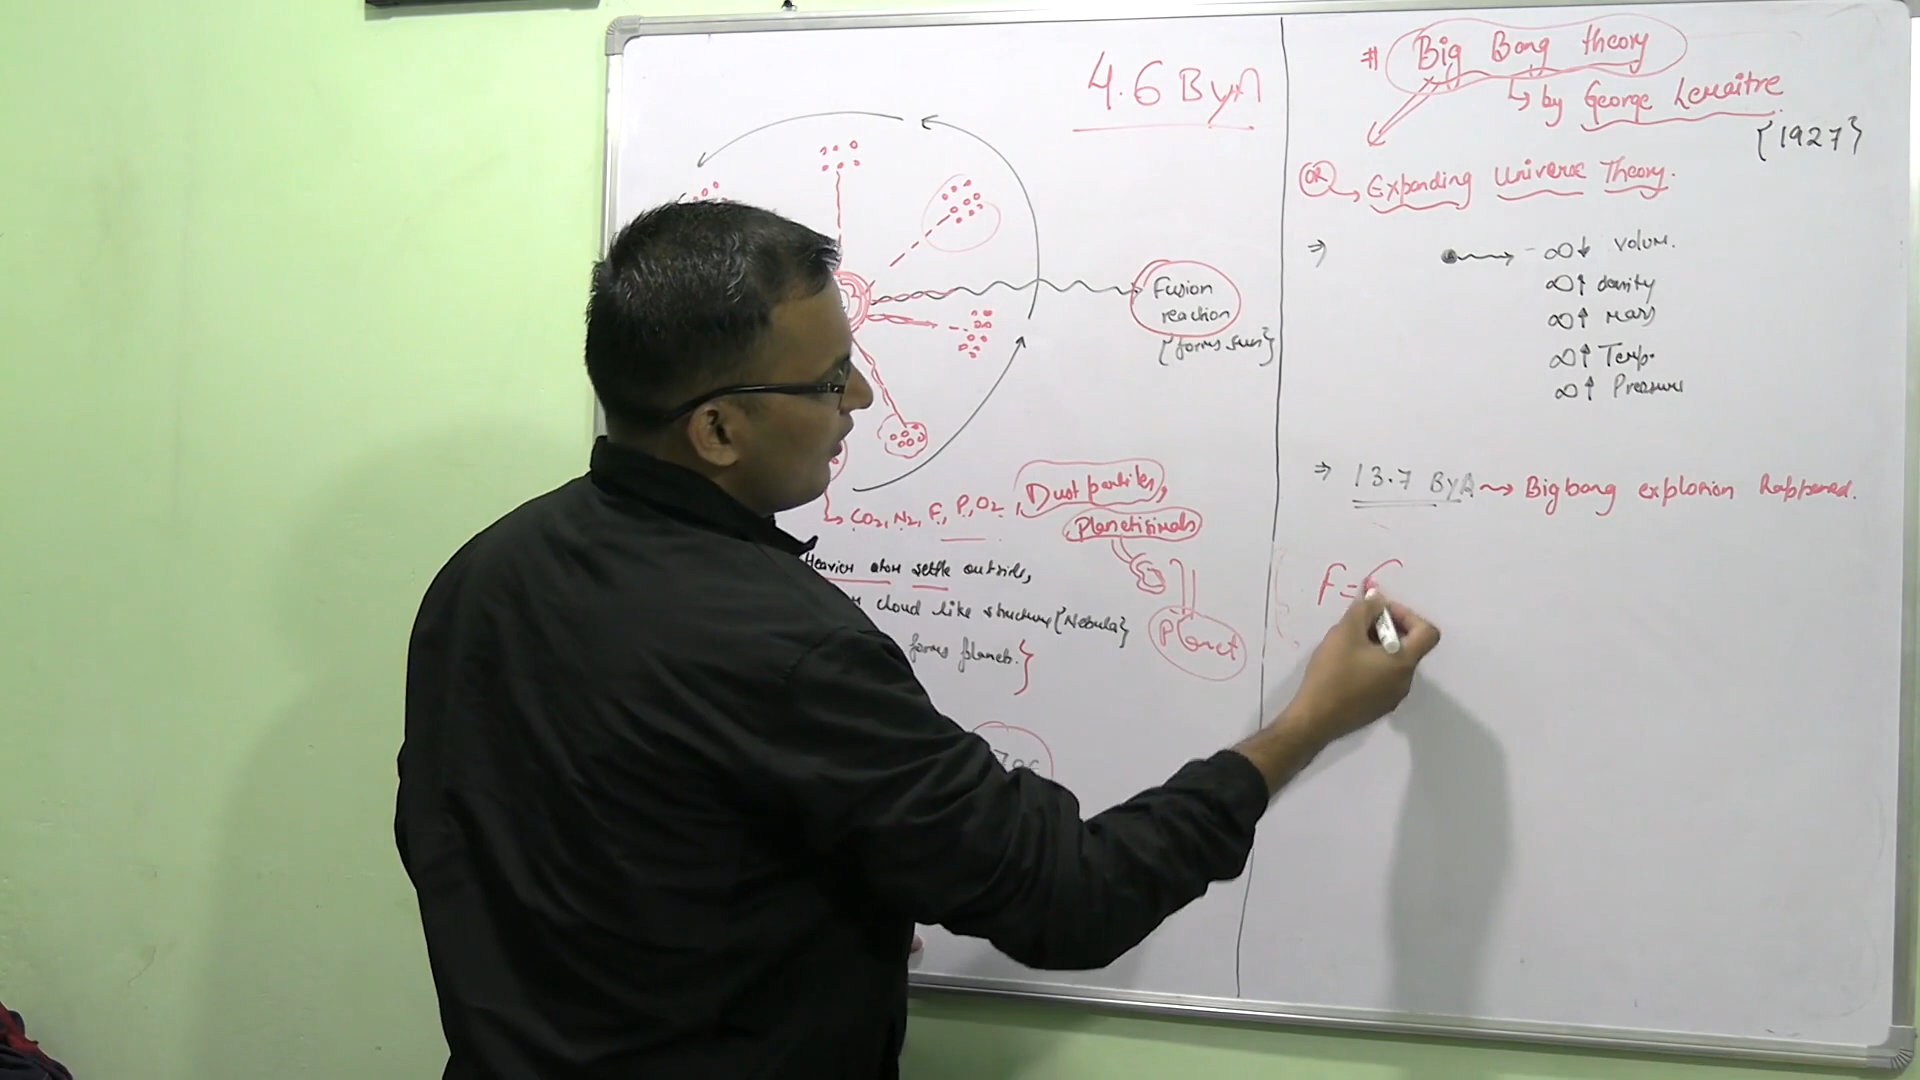 4.6 ByA
Fusion
reaction
{forms sun}
CO2, N2, F, P, O2, Dust particles,
Planetisimals
Heavier atom settle outside,
cloud like structure {Nebula}
forms planets.}
Planet
# Big Bang theory
↳ by George Lemaitre
{1927}
OR → Expanding Universe Theory.
⇒ ∞↓ volum.
∞↑ density
∞↑ mass
∞↑ Temp.
∞↑ Pressure
⇒ 13.7 ByA → Bigbang explosion happened.
F=